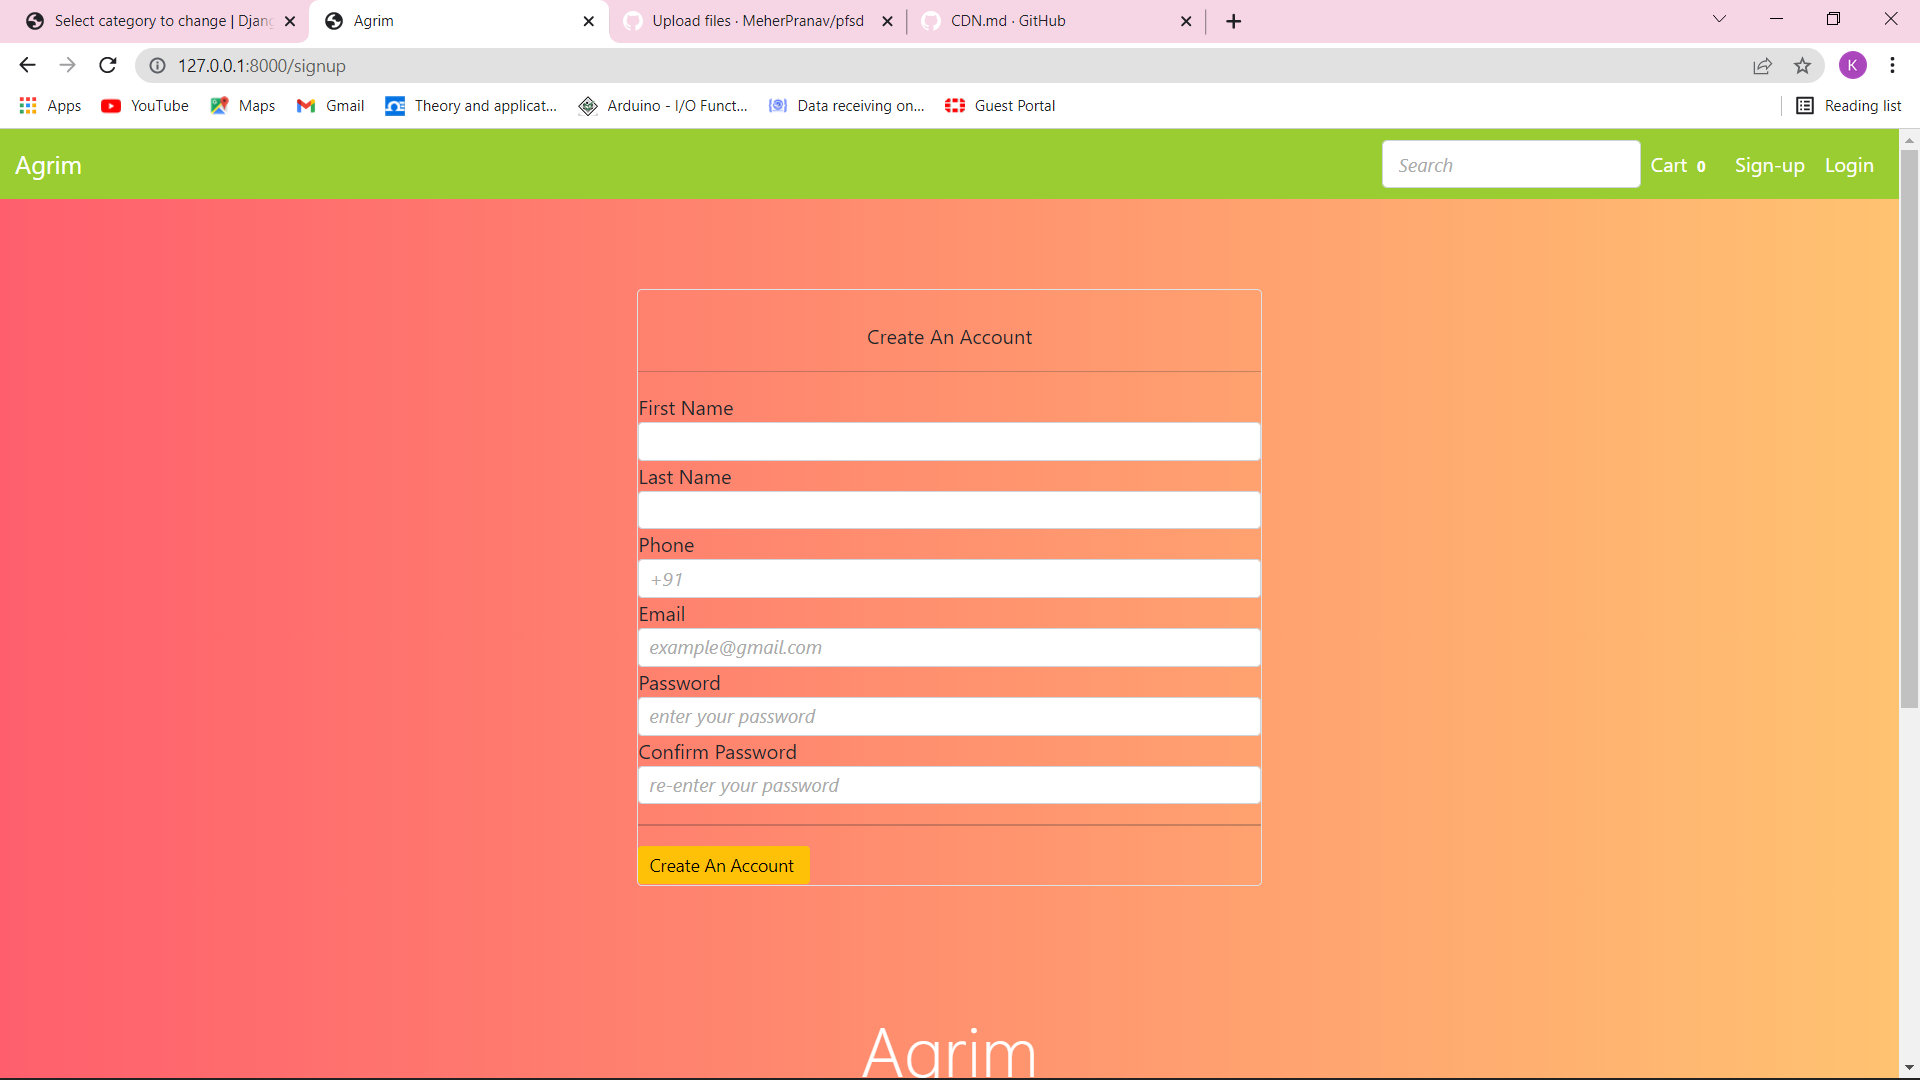 Select category to change | Djang
Agrim
Upload files · MeherPranav/pfsd
CDN.md · GitHub
127.0.0.1:8000/signup
K
Apps
YouTube
Maps
Gmail
Theory and applicat...
Arduino - I/O Funct...
Data receiving on...
Guest Portal
Reading list
Agrim
Search
Cart 0
Sign-up
Login
Create An Account
First Name
Last Name
Phone
+91
Email
example@gmail.com
Password
enter your password
Confirm Password
re-enter your password
Create An Account
Agrim